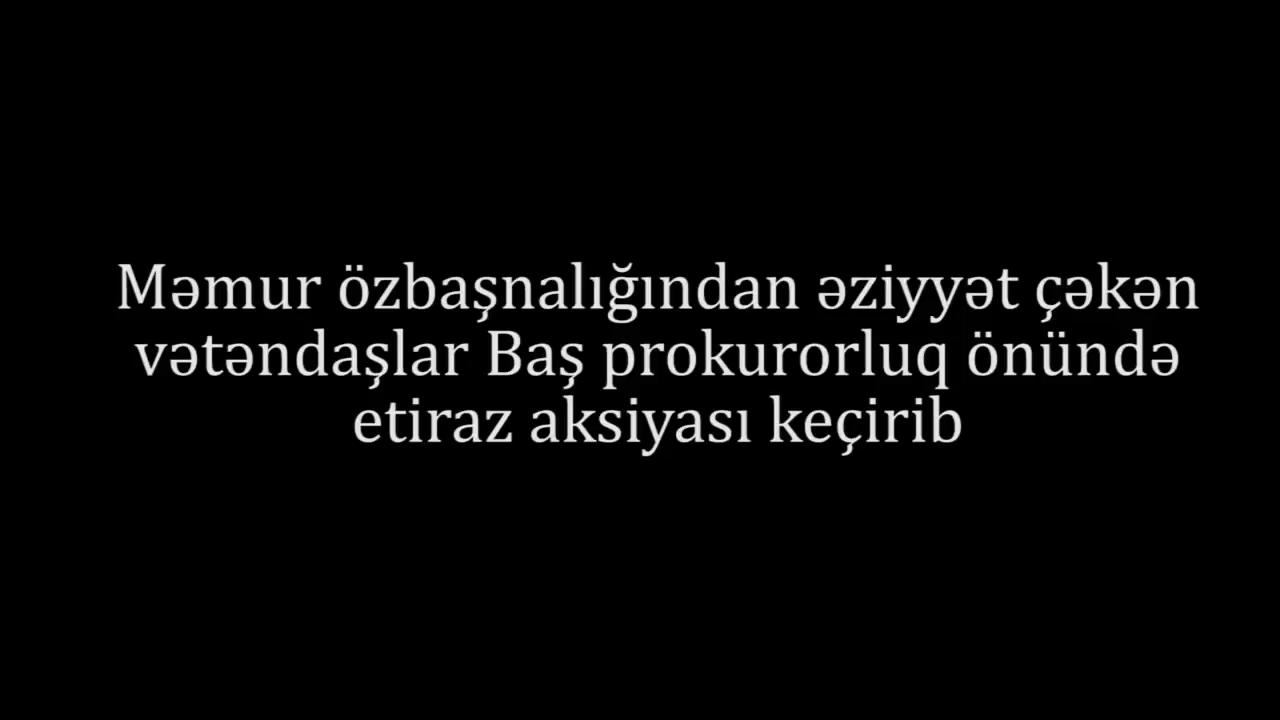 Məmur özbaşnalığından əziyyət çəkən
vətəndaşlar Baş prokurorluq önündə
etiraz aksiyası keçirib